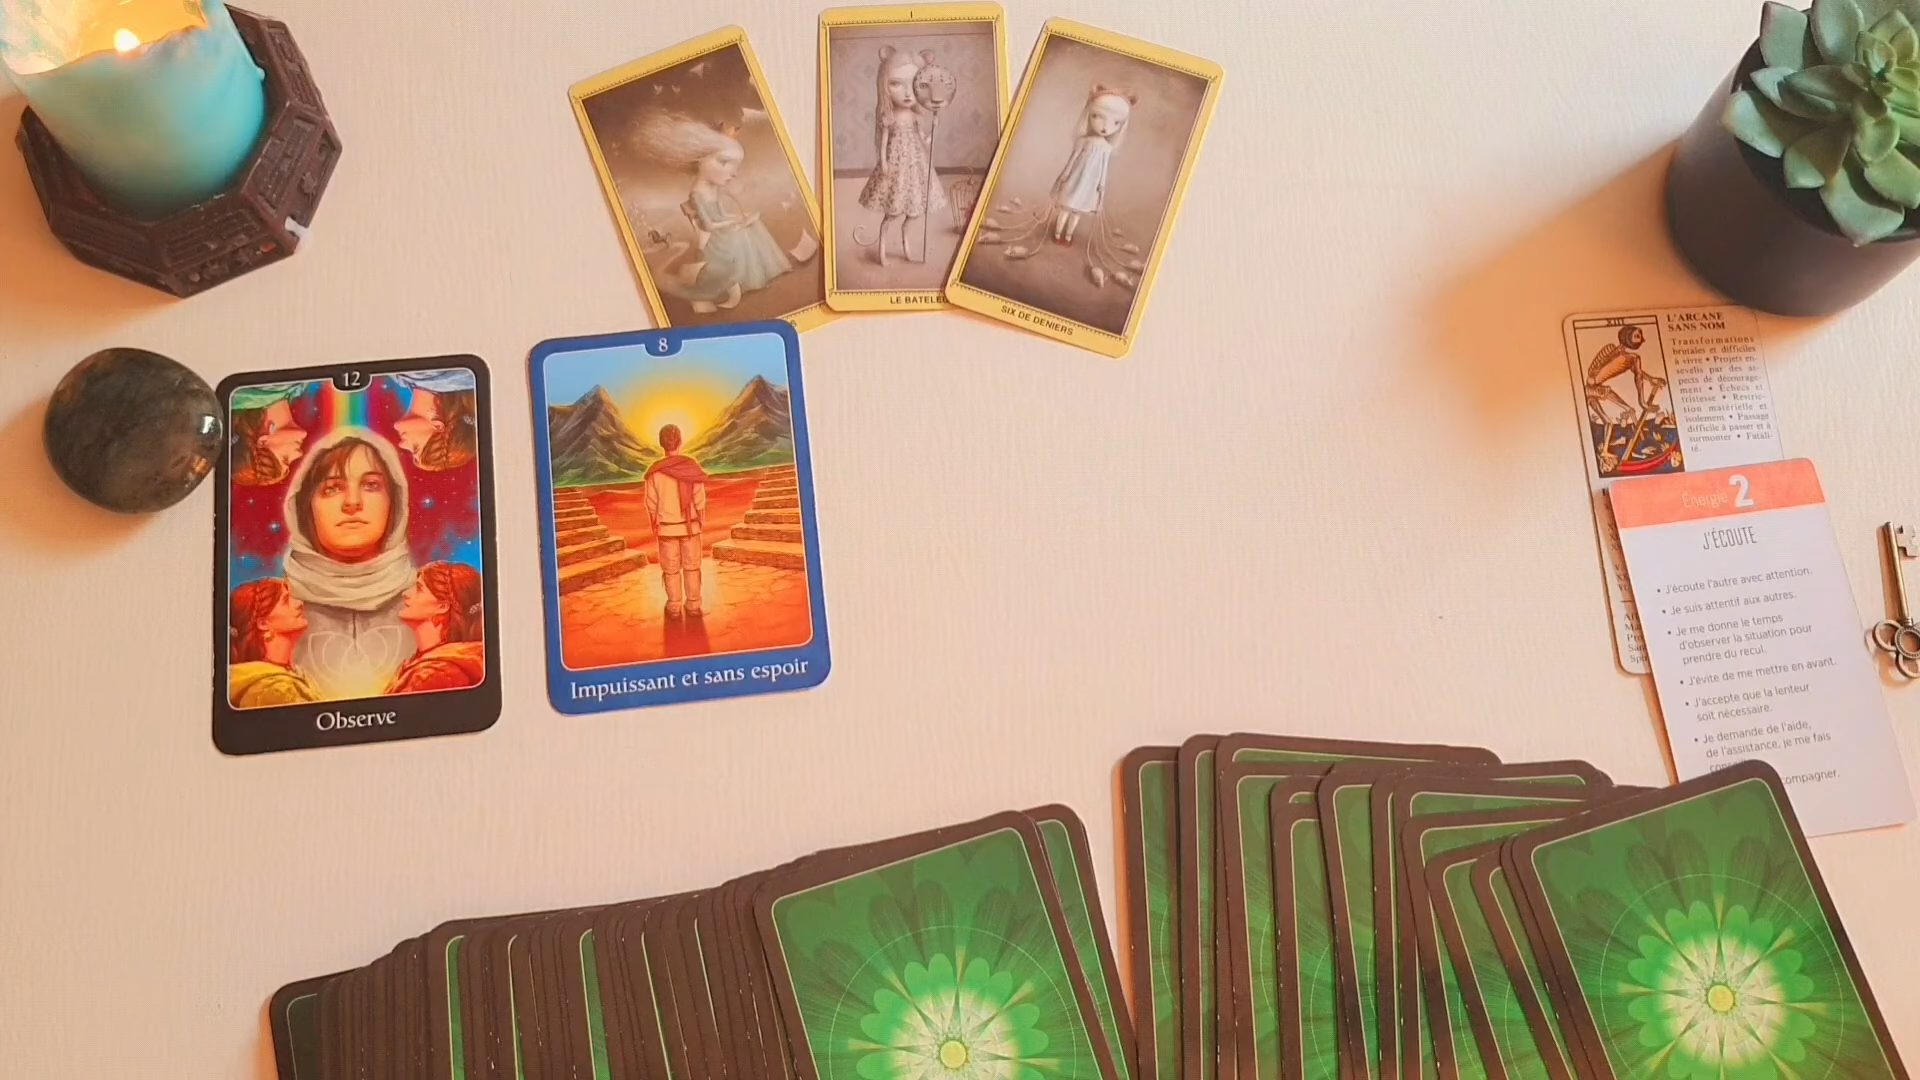 I
LE BATELEU
SIX DE DENIERS
12
Observe
8
Impuissant et sans espoir
XIII
L'ARCANE
SANS NOM
Transformations
brutales et difficiles
à vivre • Projets en-
sevelis par des as-
pects de décourage-
ment • Échecs et
tristesse • Restric-
tion matérielle et
isolement • Passage
difficile à passer et à
surmonter • Fatali-
té.
Énergie 2
J'ÉCOUTE
• J'écoute l'autre avec attention.
• Je suis attentif aux autres.
• Je me donne le temps
d'observer la situation pour
prendre du recul.
• J'évite de me mettre en avant.
• J'accepte que la lenteur
soit nécessaire.
• Je demande de l'aide,
de l'assistance, je me fais
compagner.